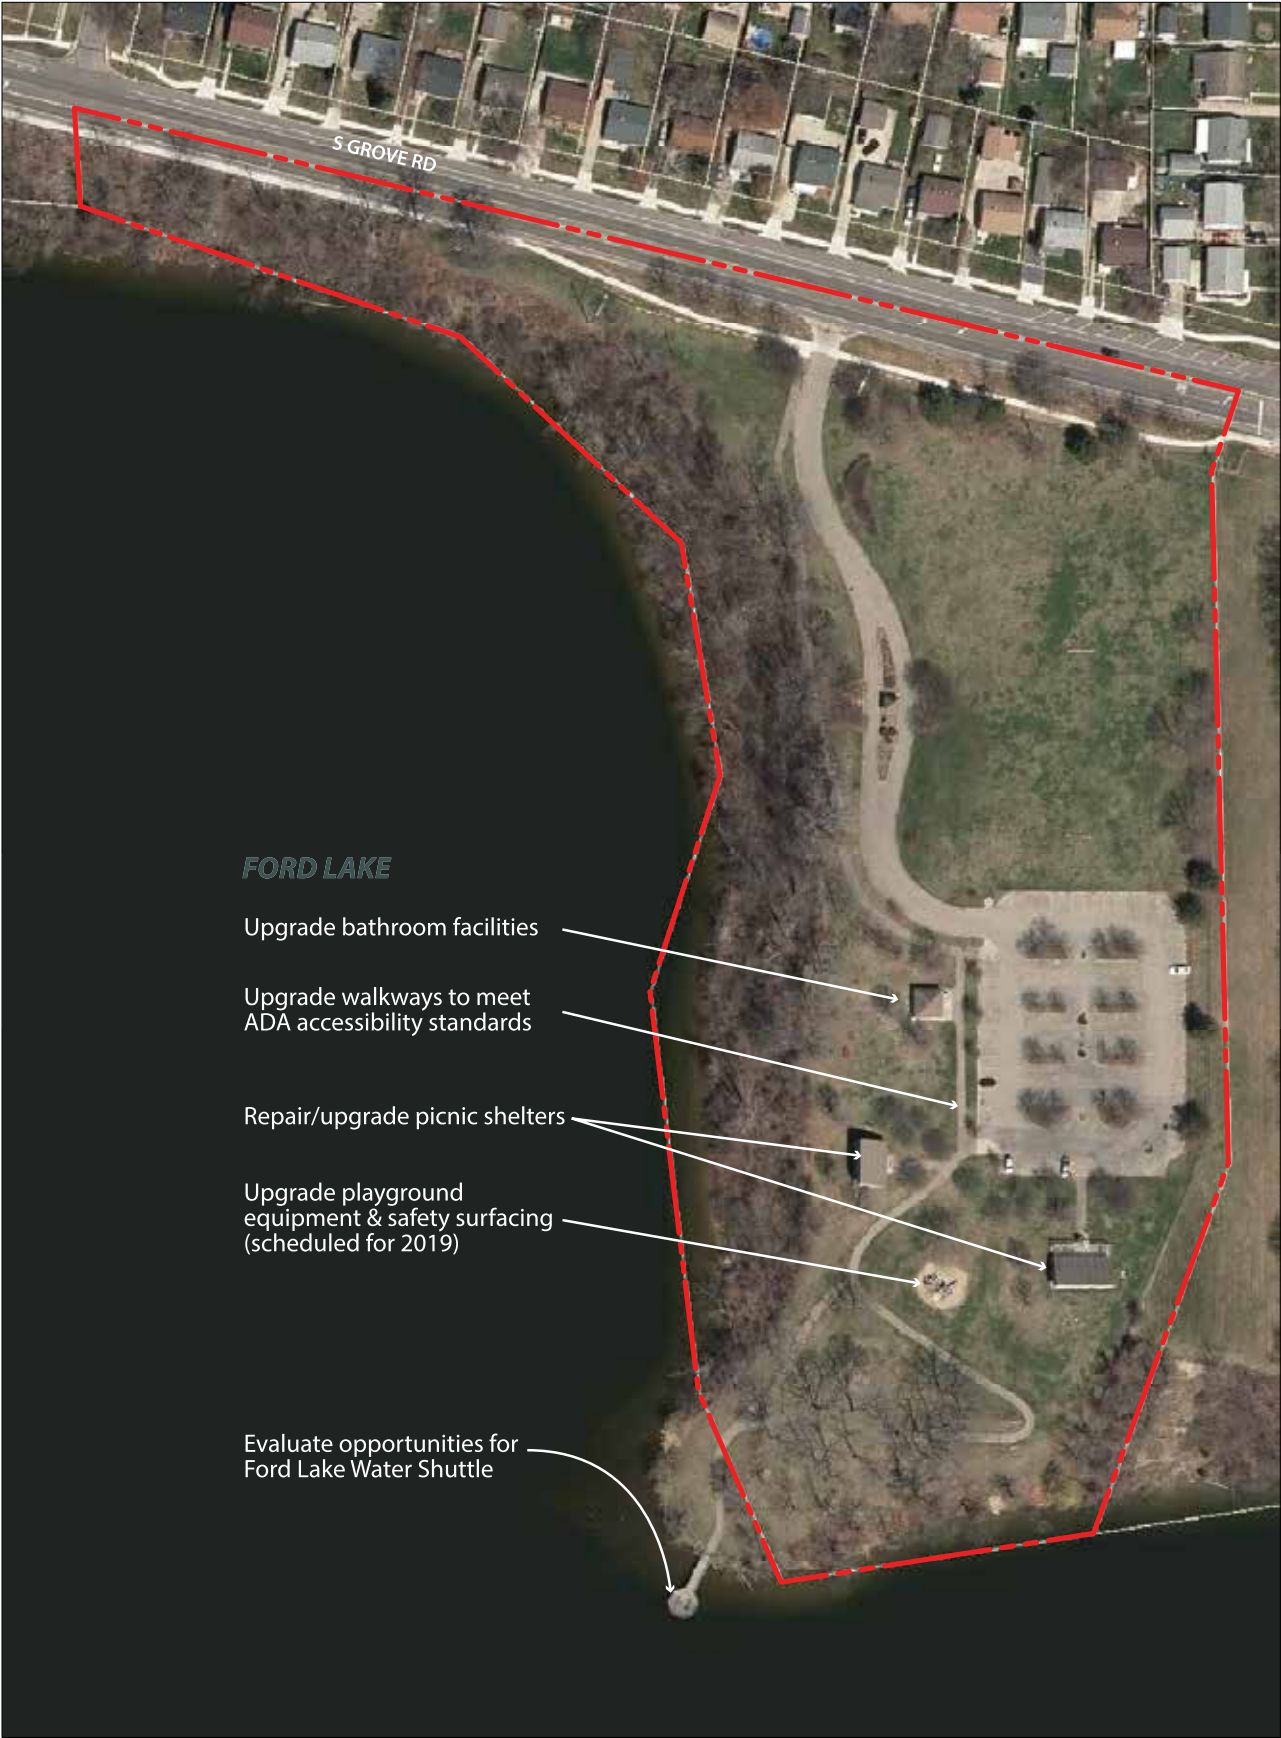 S GROVE RD
FORD LAKE
Upgrade bathroom facilities
Upgrade walkways to meet
ADA accessibility standards
Repair/upgrade picnic shelters
Upgrade playground
equipment & safety surfacing
(scheduled for 2019)
Evaluate opportunities for
Ford Lake Water Shuttle